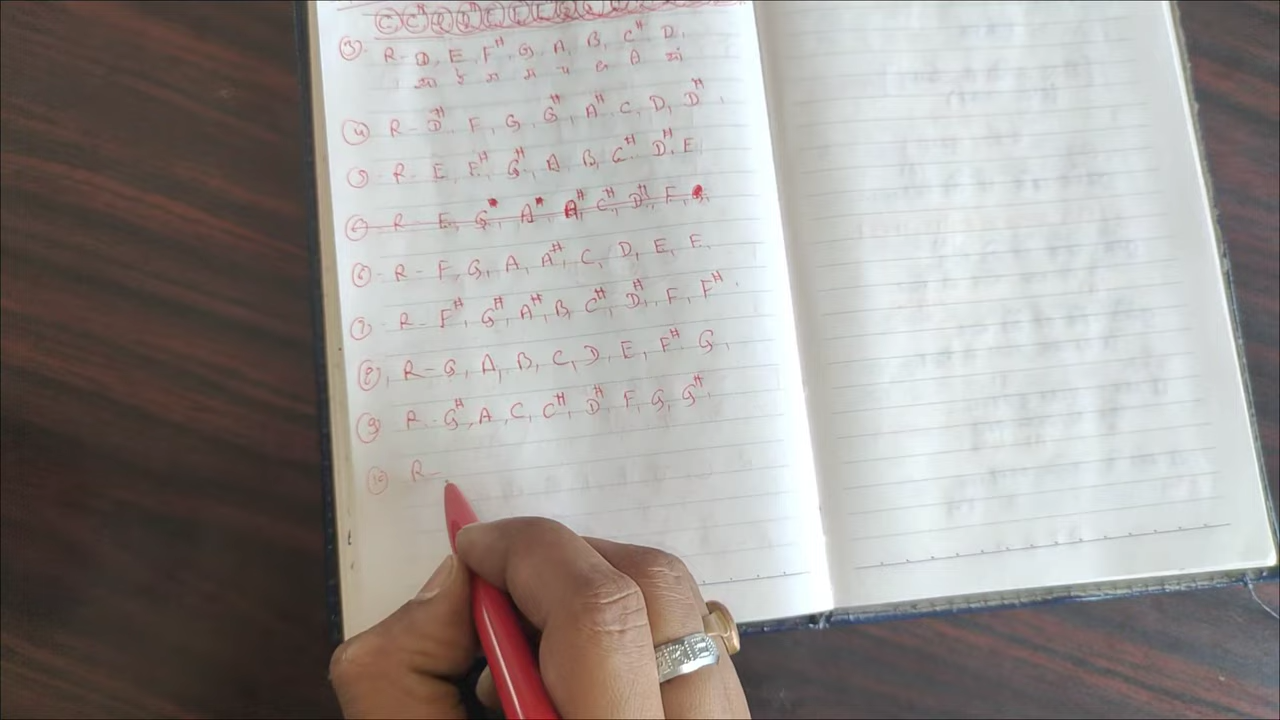 C C# D D# E F F# G
③ R - D, E, F#, G, A, B, C#, D,
सा रे ग म प ध नि सां
④ R - D#, F, G, G#, A#, C, D, D#,
⑤ R - E, F#, G#, A, B, C#, D#, E
⑥ R - E, G, A, A#, C#, D#, F, G,
⑥ R - F, G, A, A#, C, D, E, E,
⑦ R - F#, G#, A#, B, C#, D#, F, F#,
⑧, R - G, A, B, C, D, E, F#, G,
⑨ R - G#, A, C, C#, D#, F, G, G#,
⑩ R -